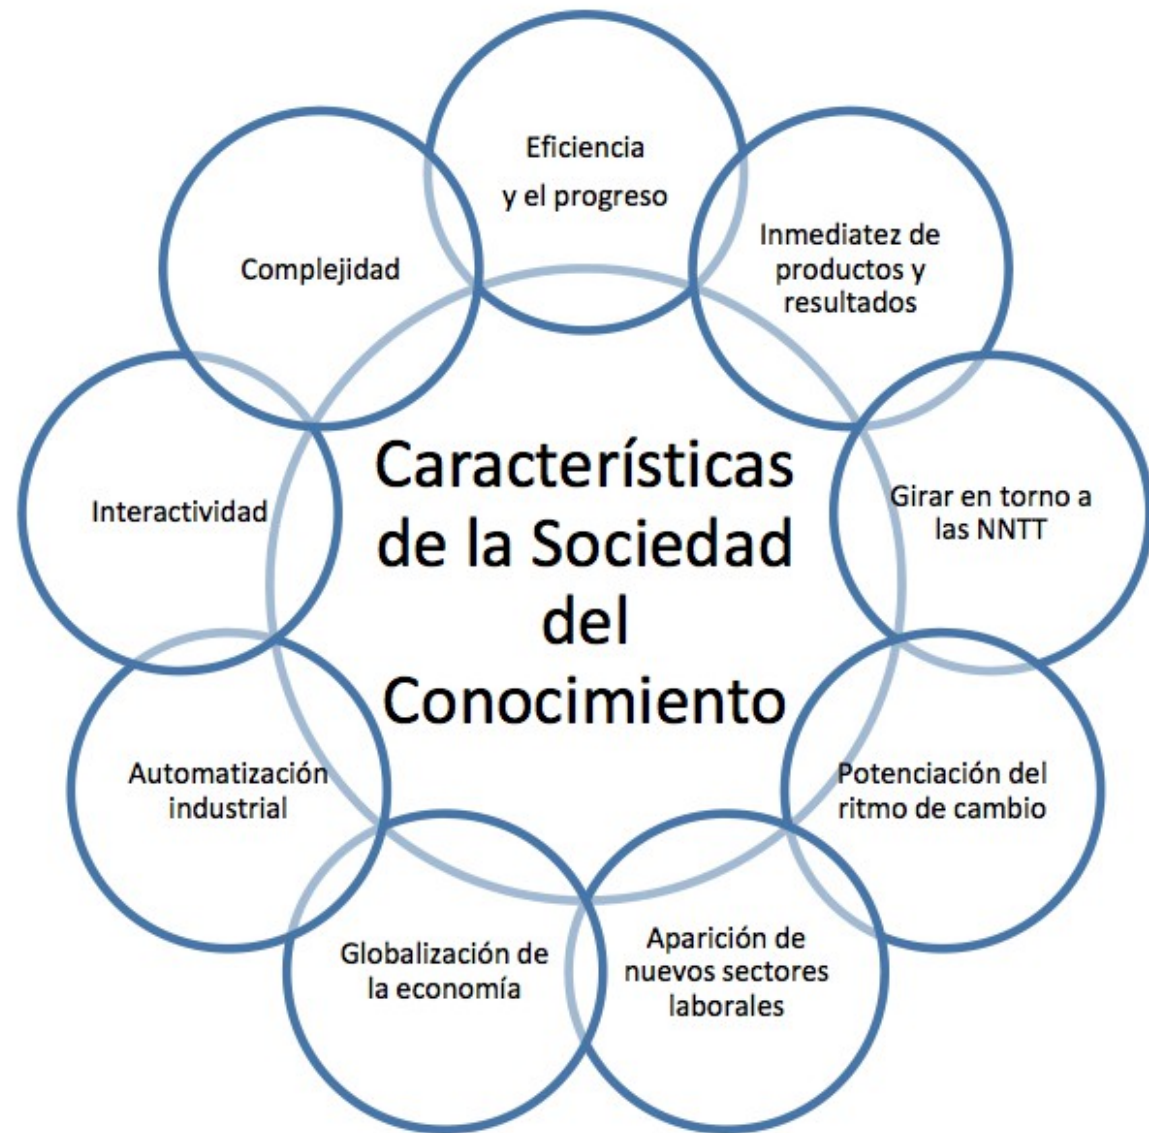 Eficiencia
y el progreso
Inmediatez de
productos y
resultados
Girar en torno a
las NNTT
Potenciación del
ritmo de cambio
Aparición de
nuevos sectores
laborales
Globalización de
la economía
Automatización
industrial
Interactividad
Complejidad
Características
de la Sociedad
del
Conocimiento